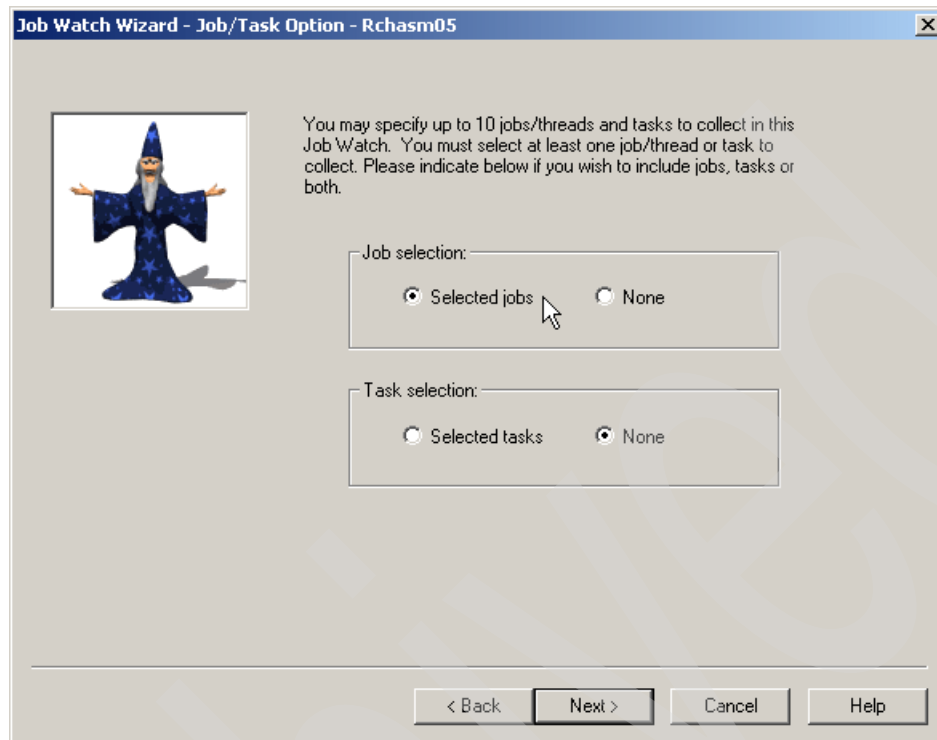 Job Watch Wizard - Job/Task Option - Rchasm05
You may specify up to 10 jobs/threads and tasks to collect in this
Job Watch. You must select at least one job/thread or task to
collect. Please indicate below if you wish to include jobs, tasks or
both.
Job selection:
Selected jobs None
Task selection:
Selected tasks None
< Back Next > Cancel Help